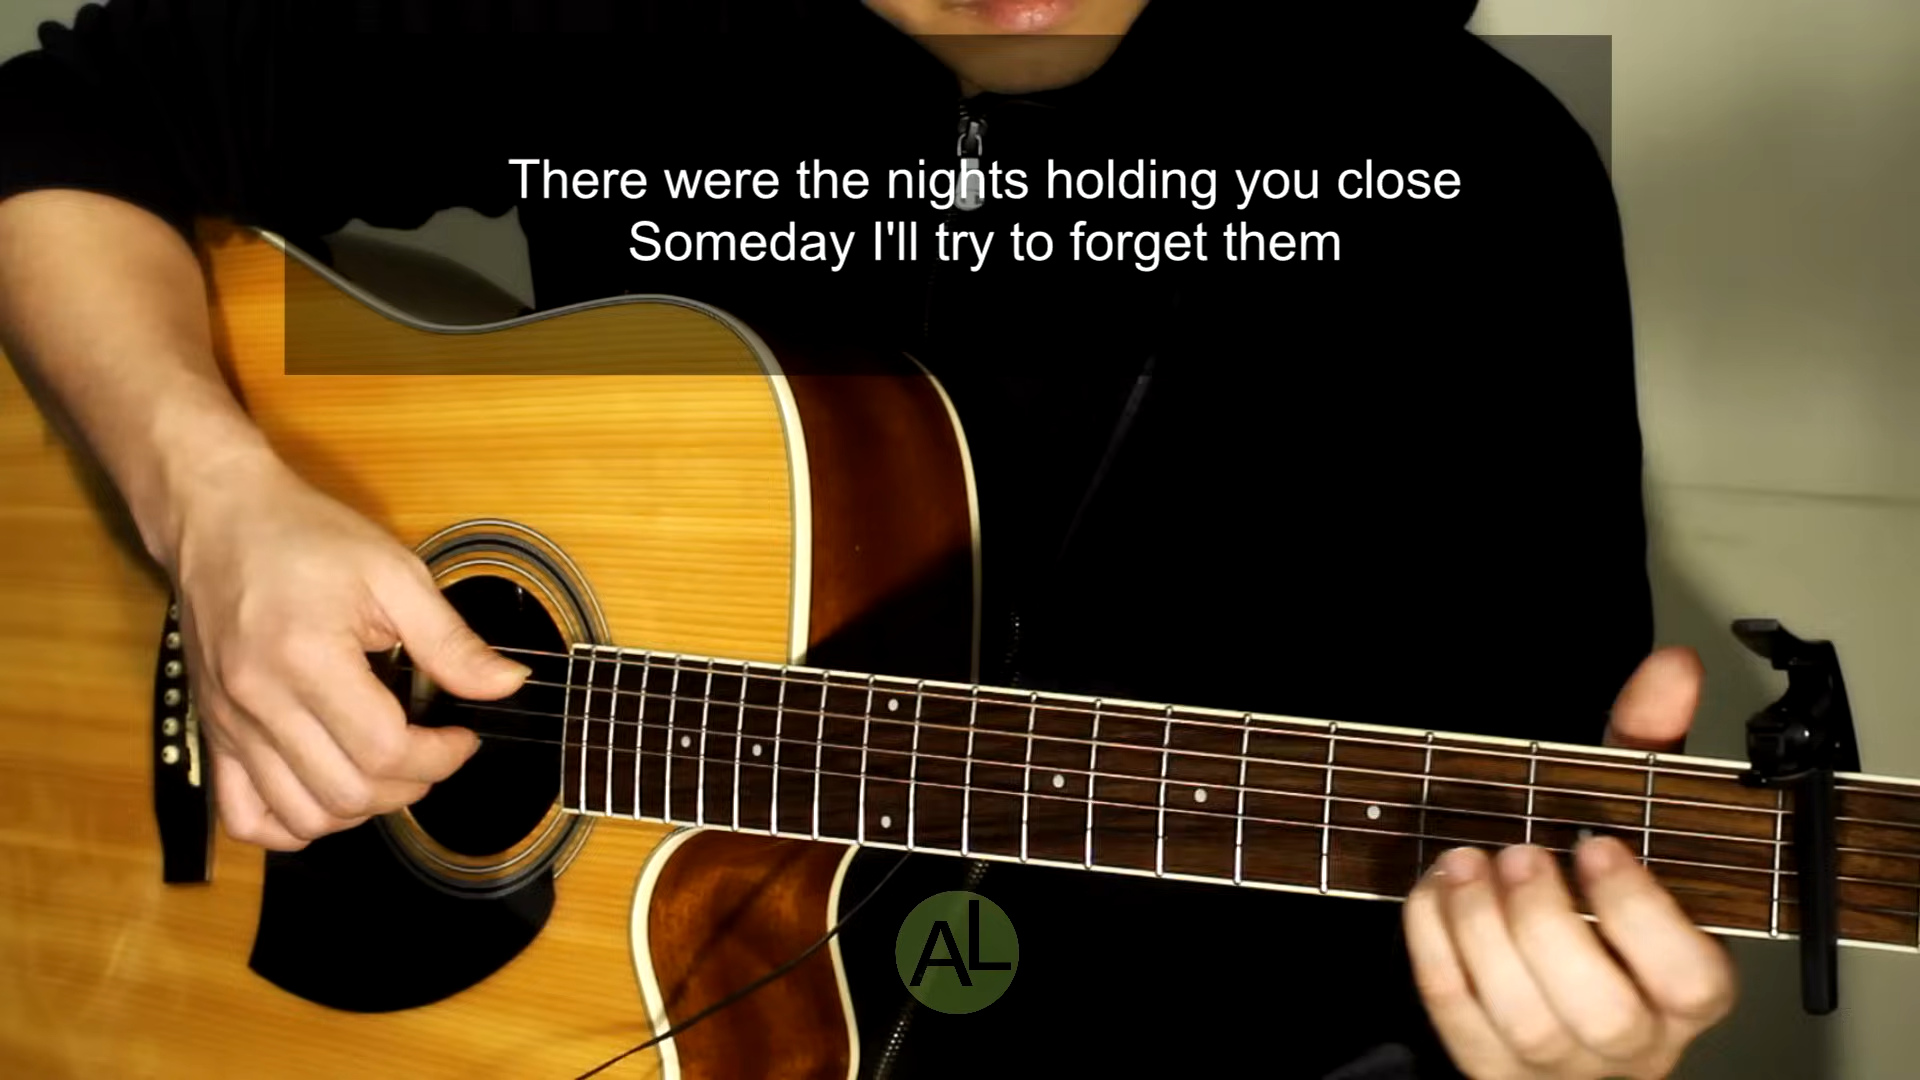 There were the nights holding you close
Someday I'll try to forget them
AL